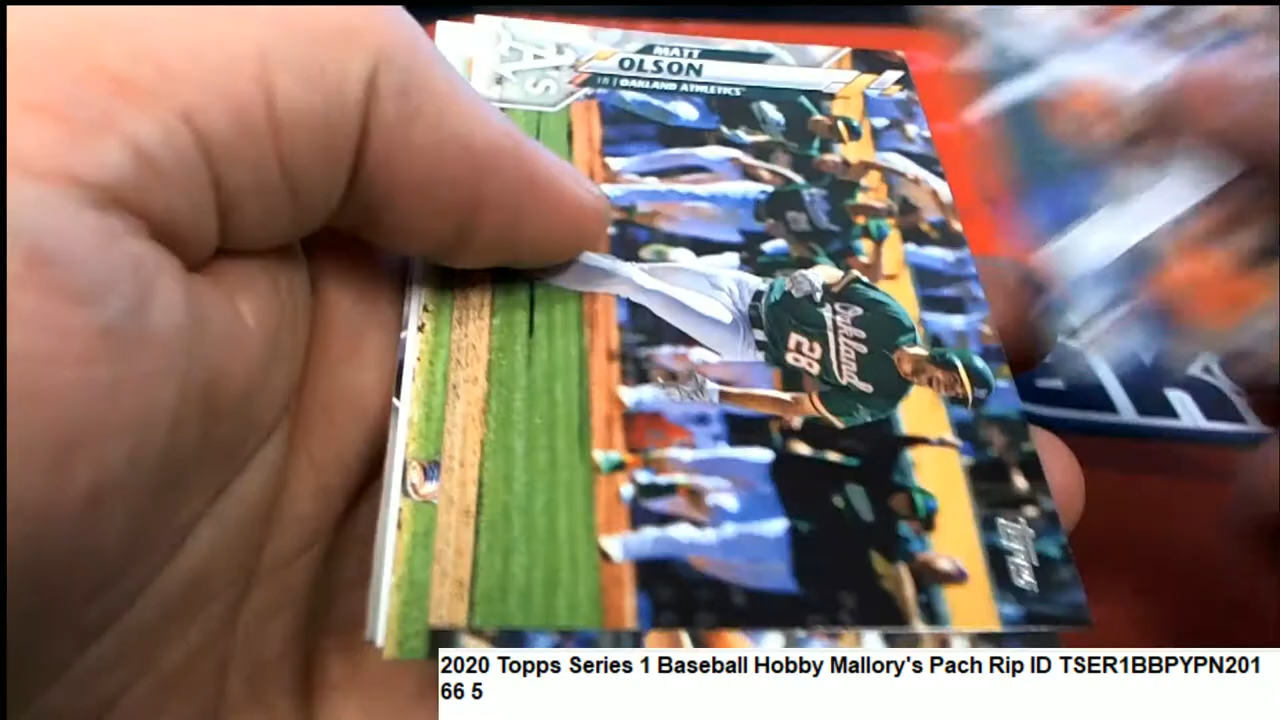 MATT
OLSON
1B | OAKLAND ATHLETICS
A's
Oakland
28
Topps
2020 Topps Series 1 Baseball Hobby Mallory's Pach Rip ID TSER1BBPYPN201
66 5